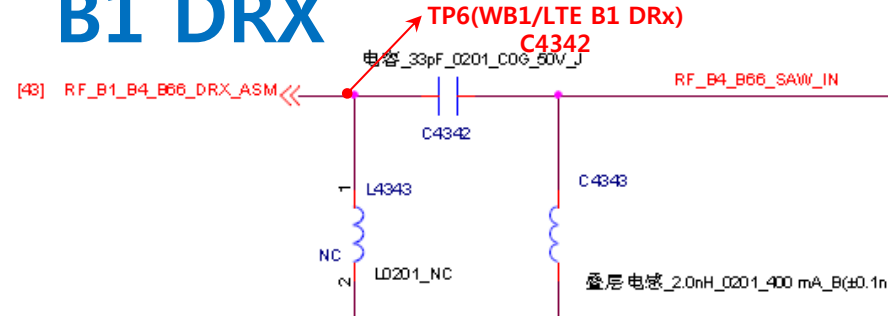 B1 DRX
TP6(WB1/LTE B1 DRx)
C4342
电容_33pF_0201_C0G_50V_J
[43] RF_B1_B4_B66_DRX_ASM
RF_B4_B66_SAW_IN
C4342
1
L4343
C4343
NC
2
L0201_NC
叠层电感_2.0nH_0201_400 mA_B(±0.1n